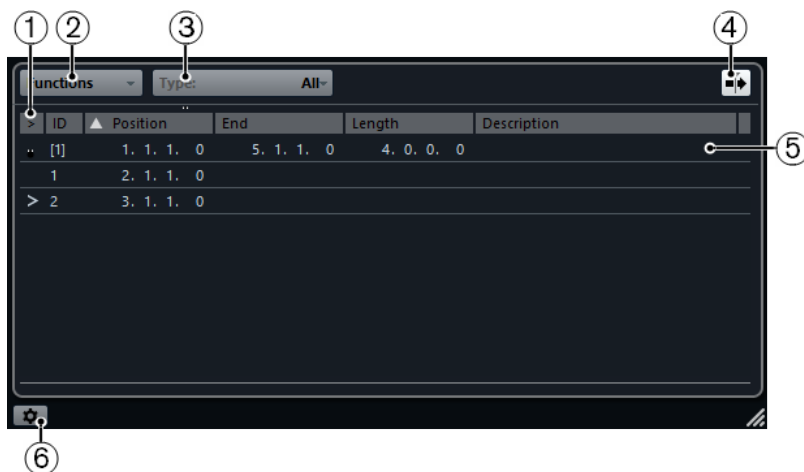 1 2 3 4
Functions Type: All
> ID Position End Length Description
[1] 1. 1. 1. 0 5. 1. 1. 0 4. 0. 0. 0
5
1 2. 1. 1. 0
> 2 3. 1. 1. 0
6